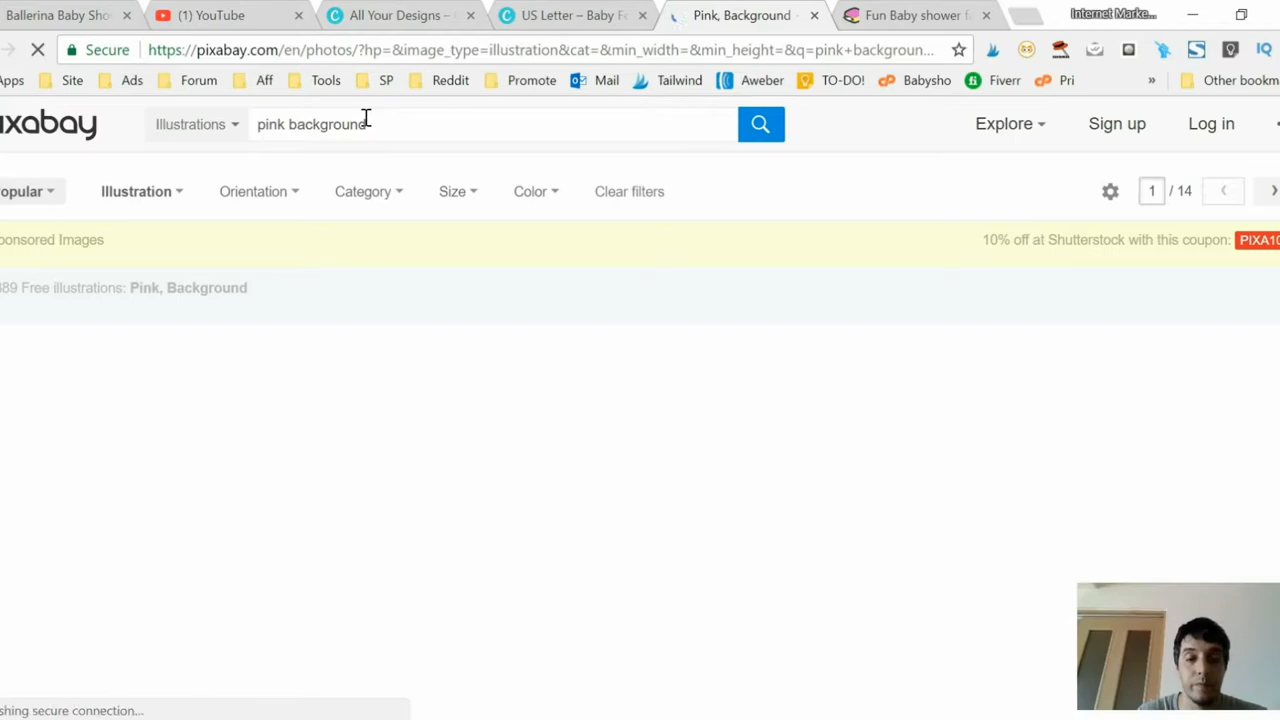 Ballerina Baby Sho
(1) YouTube
All Your Designs –
US Letter – Baby Fe
Pink, Background -
Fun Baby shower f
Internet Marke...
Secure
https://pixabay.com/en/photos/?hp=&image_type=illustration&cat=&min_width=&min_height=&q=pink+backgroun...
IQ
Apps
Site
Ads
Forum
Aff
Tools
SP
Reddit
Promote
Mail
Tailwind
Aweber
TO-DO!
Babysho
Fiverr
Pri
»
Other bookm
ixabay
Illustrations
pink background
Explore
Sign up
Log in
opular
Illustration
Orientation
Category
Size
Color
Clear filters
1 / 14
onsored Images
10% off at Shutterstock with this coupon:
PIXA10
389 Free illustrations: Pink, Background
shing secure connection...